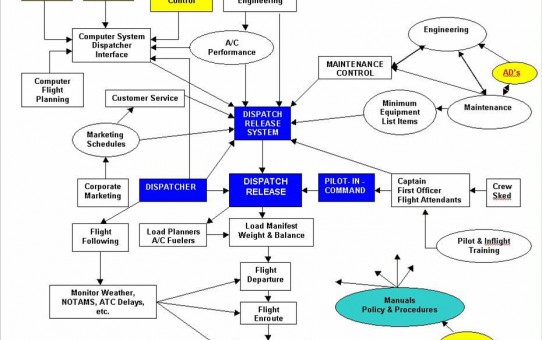 Control
Engineering
Computer System
Dispatcher
Interface
A/C
Performance
Engineering
MAINTENANCE
CONTROL
AD's
Computer
Flight
Planning
Customer Service
Minimum
Equipment
List Items
Maintenance
Marketing
Schedules
DISPATCH
RELEASE
SYSTEM
Corporate
Marketing
DISPATCHER
DISPATCH
RELEASE
PILOT- IN -
COMMAND
Captain
First Officer
Flight Attendants
Crew
Sked
Flight
Following
Load Planners
A/C Fuelers
Load Manifest
Weight & Balance
Pilot & Inflight
Training
Flight
Departure
Monitor Weather,
NOTAMS, ATC Delays,
etc.
Flight
Enroute
Manuals
Policy & Procedures